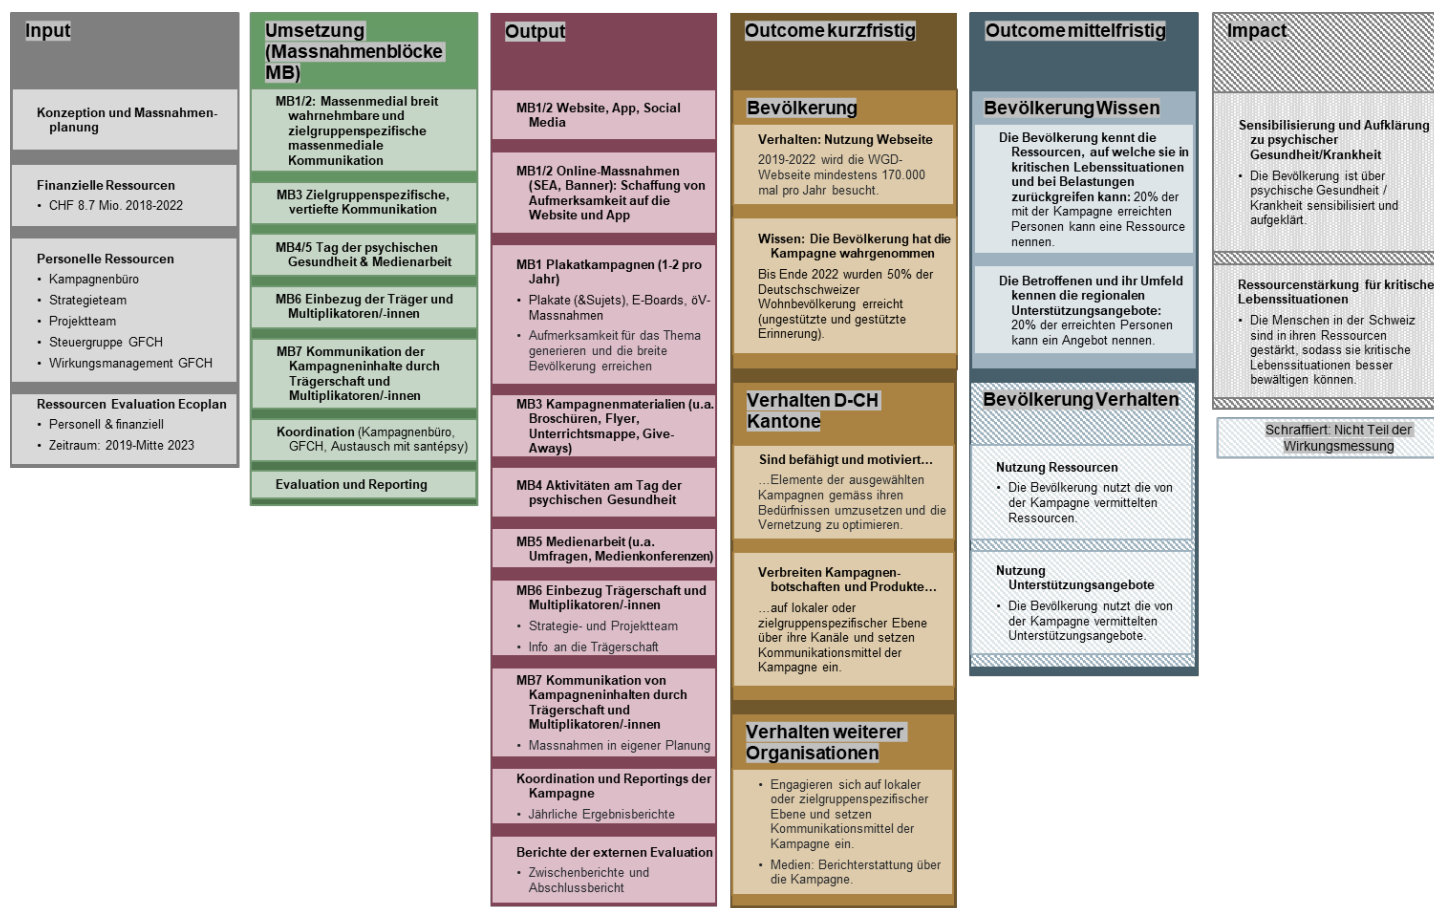 Input
Konzeption und Massnahmen-
planung
Finanzielle Ressourcen
• CHF 8.7 Mio. 2018-2022
Personelle Ressourcen
• Kampagnenbüro
• Strategieteam
• Projektteam
• Steuergruppe GFCH
• Wirkungsmanagement GFCH
Ressourcen Evaluation Ecoplan
• Personell & finanziell
• Zeitraum: 2019-Mitte 2023
Umsetzung
(Massnahmenblöcke
MB)
MB1/2: Massenmedial breit
wahrnehmbare und
zielgruppenspezifische
massenmediale
Kommunikation
MB3 Zielgruppenspezifische,
vertiefte Kommunikation
MB4/5 Tag der psychischen
Gesundheit & Medienarbeit
MB6 Einbezug der Träger und
Multiplikatoren/-innen
MB7 Kommunikation der
Kampagneninhalte durch
Trägerschaft und
Multiplikatoren/-innen
Koordination (Kampagnenbüro,
GFCH, Austausch mit santépsy)
Evaluation und Reporting
Output
MB1/2 Website, App, Social
Media
MB1/2 Online-Massnahmen
(SEA, Banner): Schaffung von
Aufmerksamkeit auf die
Website und App
MB1 Plakatkampagnen (1-2 pro
Jahr)
• Plakate (&Sujets), E-Boards, öV-
Massnahmen
• Aufmerksamkeit für das Thema
generieren und die breite
Bevölkerung erreichen
MB3 Kampagnenmaterialien (u.a.
Broschüren, Flyer,
Unterrichtsmappe, Give-
Aways)
MB4 Aktivitäten am Tag der
psychischen Gesundheit
MB5 Medienarbeit (u.a.
Umfragen, Medienkonferenzen)
MB6 Einbezug Trägerschaft und
Multiplikatoren/-innen
• Strategie- und Projektteam
• Info an die Trägerschaft
MB7 Kommunikation von
Kampagneninhalten durch
Trägerschaft und
Multiplikatoren/-innen
• Massnahmen in eigener Planung
Koordination und Reportings der
Kampagne
• Jährliche Ergebnisberichte
Berichte der externen Evaluation
• Zwischenberichte und
Abschlussbericht
Outcome kurzfristig
Bevölkerung
Verhalten: Nutzung Webseite
2019-2022 wird die WGD-
Webseite mindestens 170.000
mal pro Jahr besucht.
Wissen: Die Bevölkerung hat die
Kampagne wahrgenommen
Bis Ende 2022 wurden 50% der
Deutschschweizer
Wohnbevölkerung erreicht
(ungestützte und gestützte
Erinnerung).
Verhalten D-CH
Kantone
Sind befähigt und motiviert…
…Elemente der ausgewählten
Kampagnen gemäss ihren
Bedürfnissen umzusetzen und die
Vernetzung zu optimieren.
Verbreiten Kampagnen-
botschaften und Produkte…
…auf lokaler oder
zielgruppenspezifischer Ebene
über ihre Kanäle und setzen
Kommunikationsmittel der
Kampagne ein.
Verhalten weiterer
Organisationen
• Engagieren sich auf lokaler
oder zielgruppenspezifischer
Ebene und setzen
Kommunikationsmittel der
Kampagne ein.
• Medien: Berichterstattung über
die Kampagne.
Outcome mittelfristig
Bevölkerung Wissen
Die Bevölkerung kennt die
Ressourcen, auf welche sie in
kritischen Lebenssituationen
und bei Belastungen
zurückgreifen kann: 20% der
mit der Kampagne erreichten
Personen kann eine Ressource
nennen.
Die Betroffenen und ihr Umfeld
kennen die regionalen
Unterstützungsangebote:
20% der erreichten Personen
kann ein Angebot nennen.
Bevölkerung Verhalten
Nutzung Ressourcen
• Die Bevölkerung nutzt die von
der Kampagne vermittelten
Ressourcen.
Nutzung
Unterstützungsangebote
• Die Bevölkerung nutzt die von
der Kampagne vermittelten
Unterstützungsangebote.
Impact
Sensibilisierung und Aufklärung
zu psychischer
Gesundheit/Krankheit
• Die Bevölkerung ist über
psychische Gesundheit /
Krankheit sensibilisiert und
aufgeklärt.
Ressourcenstärkung für kritische
Lebenssituationen
• Die Menschen in der Schweiz
sind in ihren Ressourcen
gestärkt, sodass sie kritische
Lebenssituationen besser
bewältigen können.
Schraffiert: Nicht Teil der
Wirkungsmessung